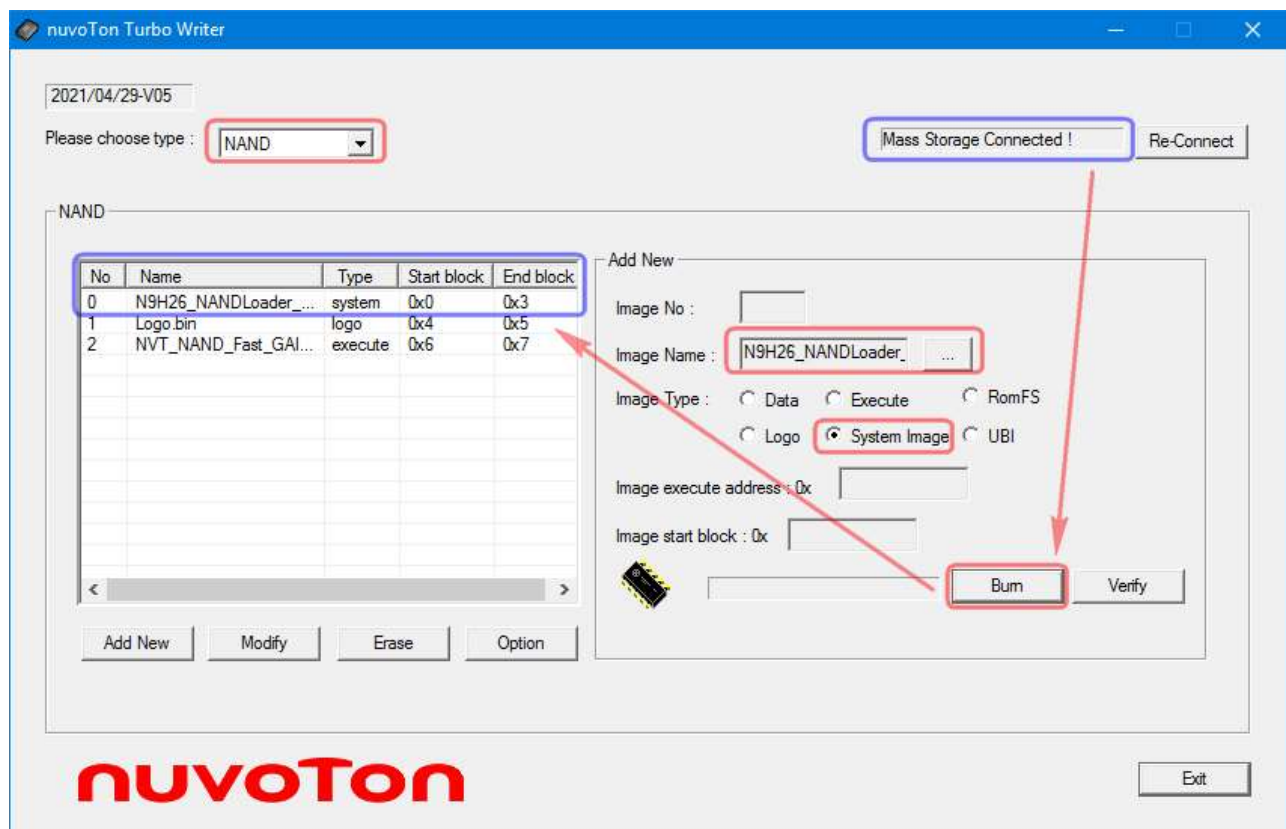 nuvoTon Turbo Writer
2021/04/29-V05
Please choose type :
NAND
Mass Storage Connected !
Re-Connect
NAND
No Name Type Start block End block
0 N9H26_NANDLoader_... system 0x0 0x3
1 Logo.bin logo 0x4 0x5
2 NVT_NAND_Fast_GAI... execute 0x6 0x7
Add New Modify Erase Option
Add New
Image No :
Image Name : N9H26_NANDLoader_ ...
Image Type : Data Execute RomFS
Logo System Image UBI
Image execute address : 0x
Image start block : 0x
Burn Verify
nuvoTon
Exit